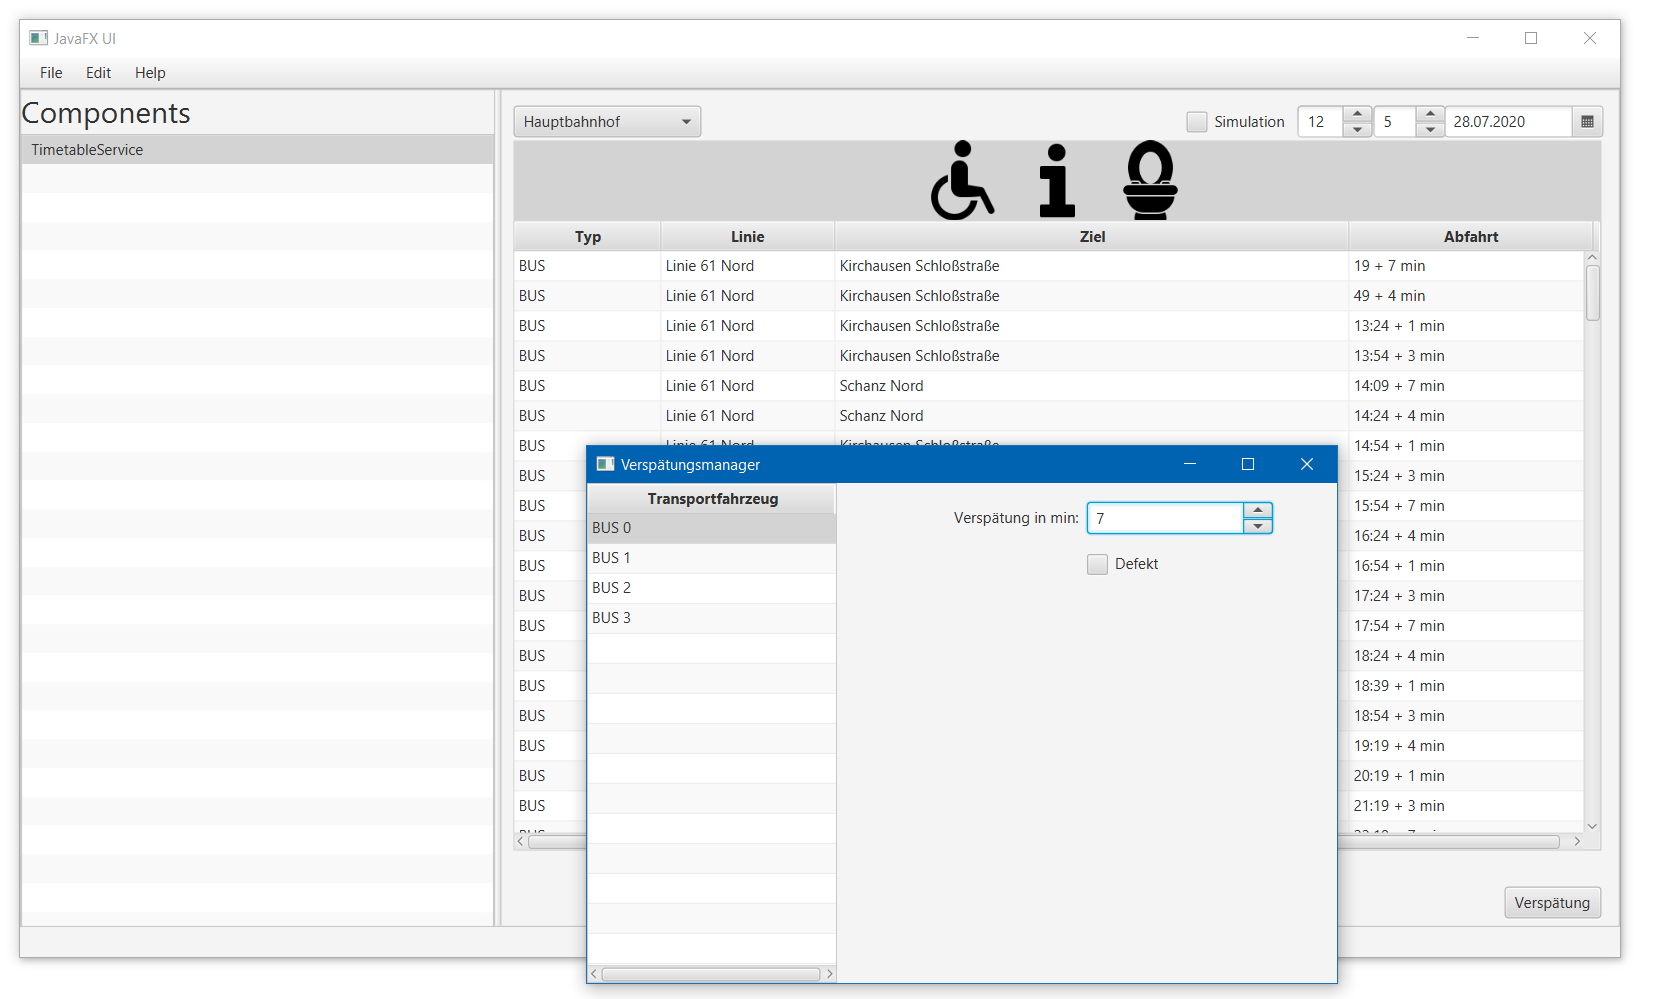 JavaFX UI
File Edit Help
Components
TimetableService
Hauptbahnhof Simulation 12 5 28.07.2020
Typ Linie Ziel Abfahrt
BUS Linie 61 Nord Kirchausen Schloßstraße 19 + 7 min
BUS Linie 61 Nord Kirchausen Schloßstraße 49 + 4 min
BUS Linie 61 Nord Kirchausen Schloßstraße 13:24 + 1 min
BUS Linie 61 Nord Kirchausen Schloßstraße 13:54 + 3 min
BUS Linie 61 Nord Schanz Nord 14:09 + 7 min
BUS Linie 61 Nord Schanz Nord 14:24 + 4 min
BUS Linie 61 Nord Kirchausen Schloßstraße 14:54 + 1 min
BUS 15:24 + 3 min
BUS 15:54 + 7 min
BUS 16:24 + 4 min
BUS 16:54 + 1 min
BUS 17:24 + 3 min
BUS 17:54 + 7 min
BUS 18:24 + 4 min
BUS 18:39 + 1 min
BUS 18:54 + 3 min
BUS 19:19 + 4 min
BUS 20:19 + 1 min
BUS 21:19 + 3 min
BUS
Verspätung
Verspätungsmanager
Transportfahrzeug
BUS 0
BUS 1
BUS 2
BUS 3
Verspätung in min: 7
Defekt